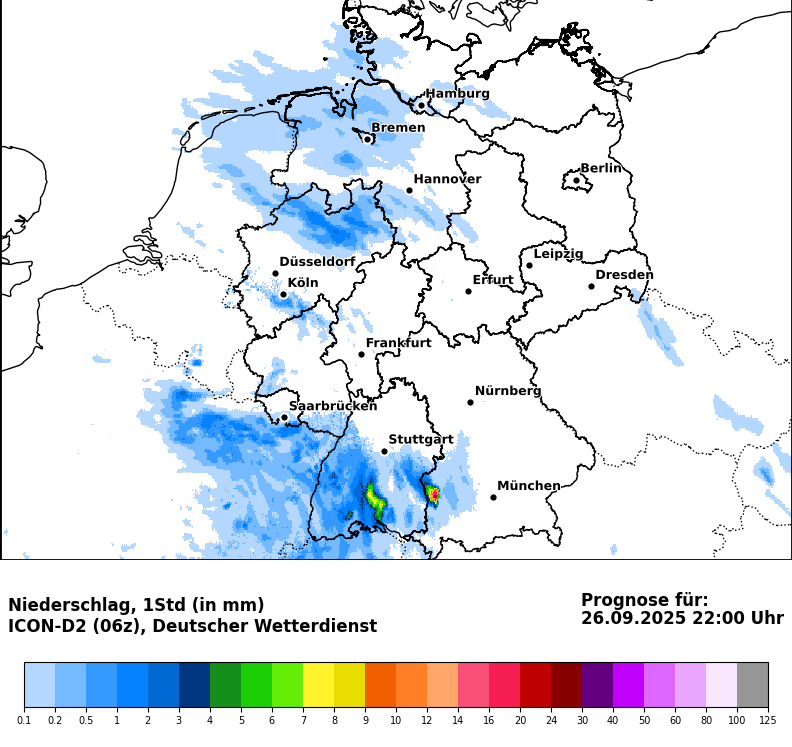 Hamburg
Bremen
Berlin
Hannover
Leipzig
Düsseldorf
Dresden
Köln
Erfurt
Frankfurt
Nürnberg
Saarbrücken
Stuttgart
München
Niederschlag, 1Std (in mm)
ICON-D2 (06z), Deutscher Wetterdienst
Prognose für:
26.09.2025 22:00 Uhr
0.1 0.2 0.5 1 2 3 4 5 6 7 8 9 10 12 14 16 20 24 30 40 50 60 80 100 125